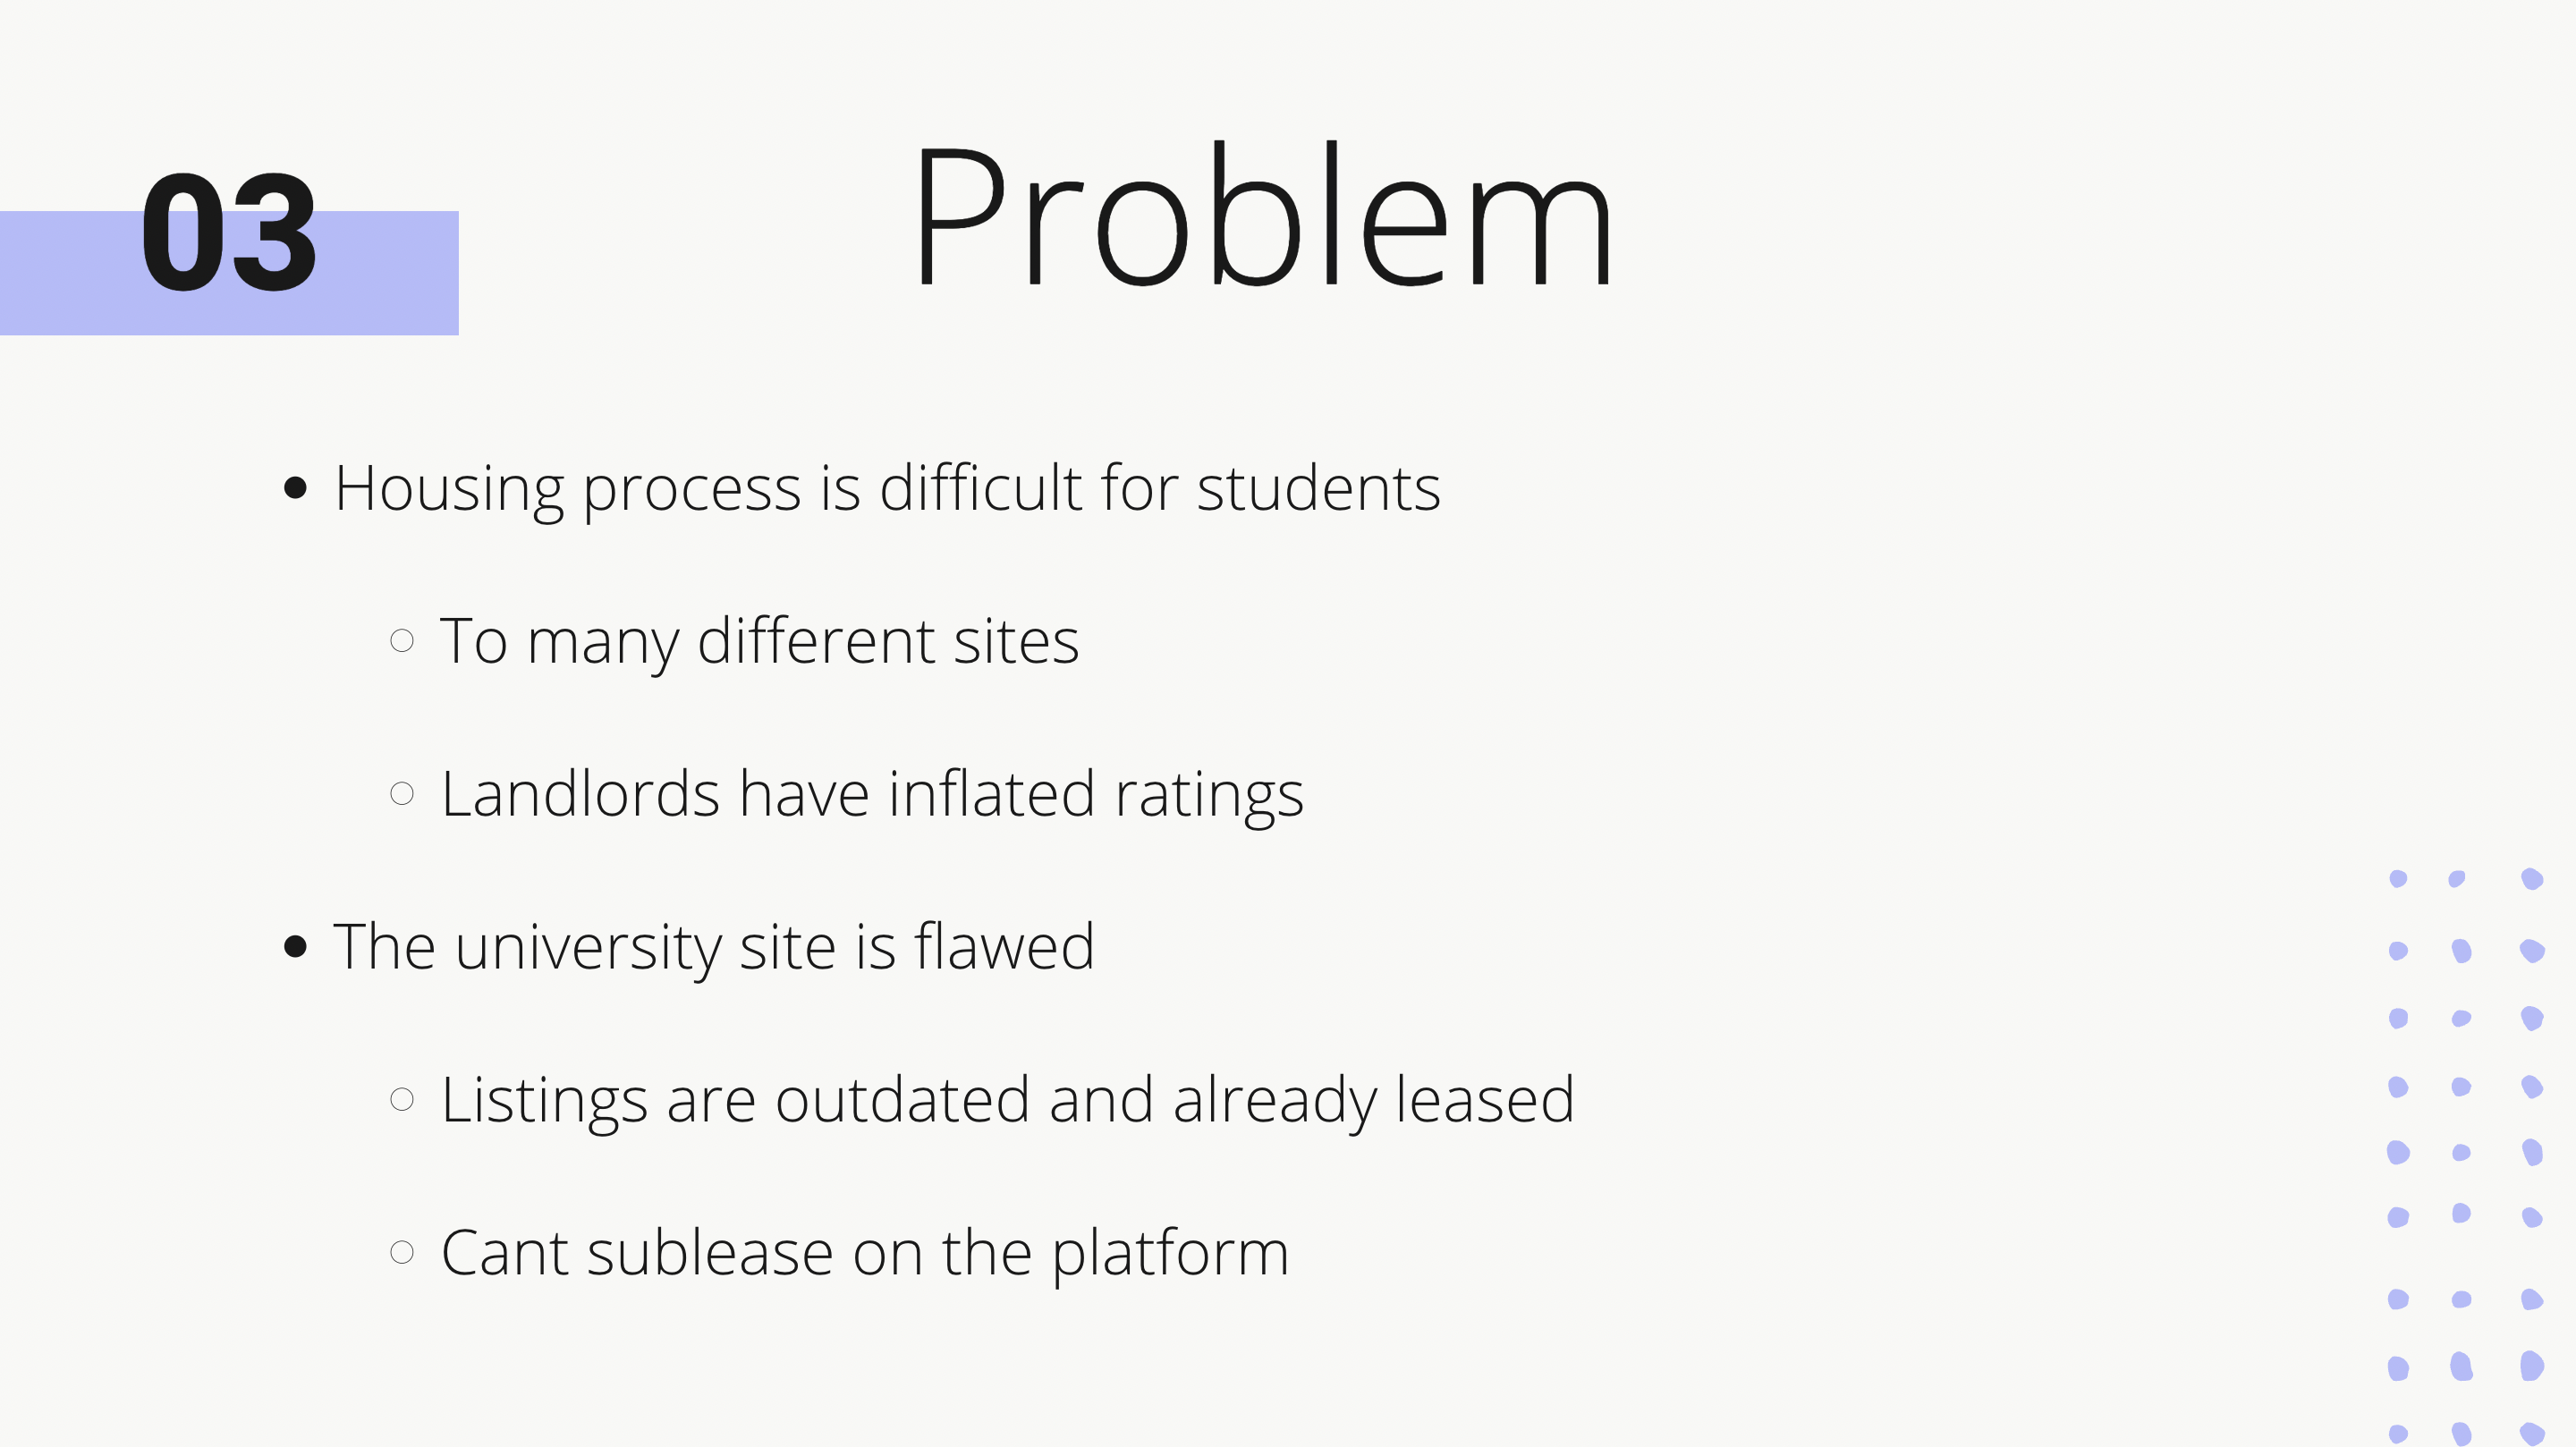 03
Problem
Housing process is difficult for students
To many different sites
Landlords have inflated ratings
The university site is flawed
Listings are outdated and already leased
Cant sublease on the platform